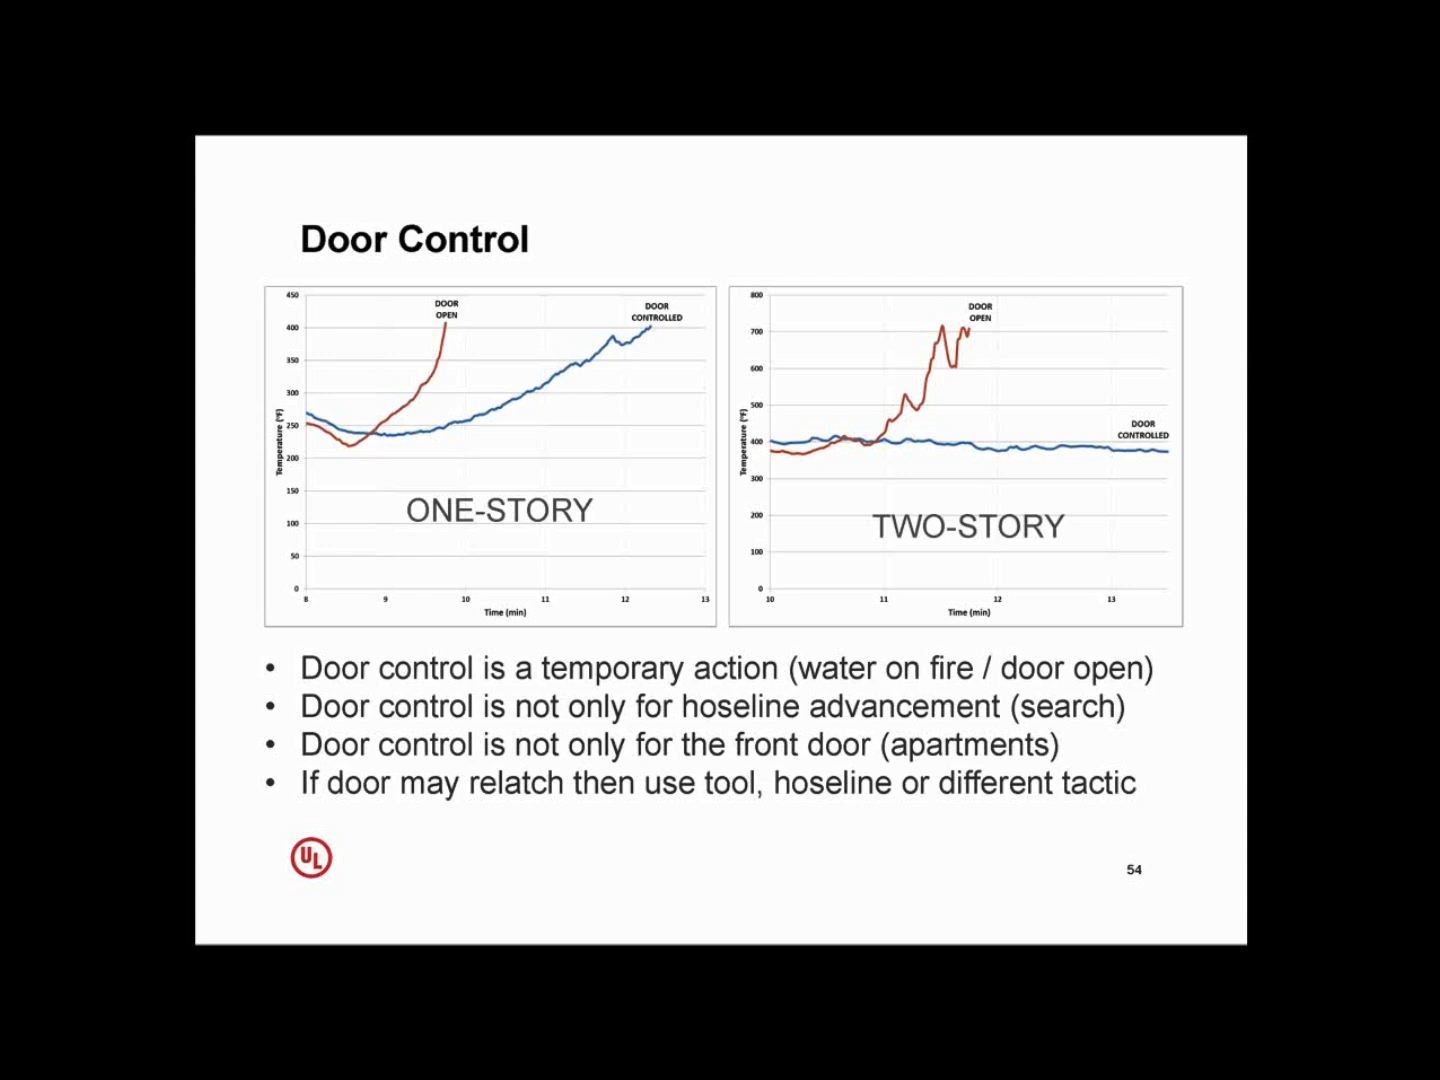 Door Control
450
400
350
300
250
200
150
100
50
0
Temperature (°F)
DOOR
OPEN
DOOR
CONTROLLED
ONE-STORY
8 9 10 11 12 13
Time (min)
800
700
600
500
400
300
200
100
0
Temperature (°F)
DOOR
OPEN
DOOR
CONTROLLED
TWO-STORY
10 11 12 13
Time (min)
• Door control is a temporary action (water on fire / door open)
• Door control is not only for hoseline advancement (search)
• Door control is not only for the front door (apartments)
• If door may relatch then use tool, hoseline or different tactic
UL
54